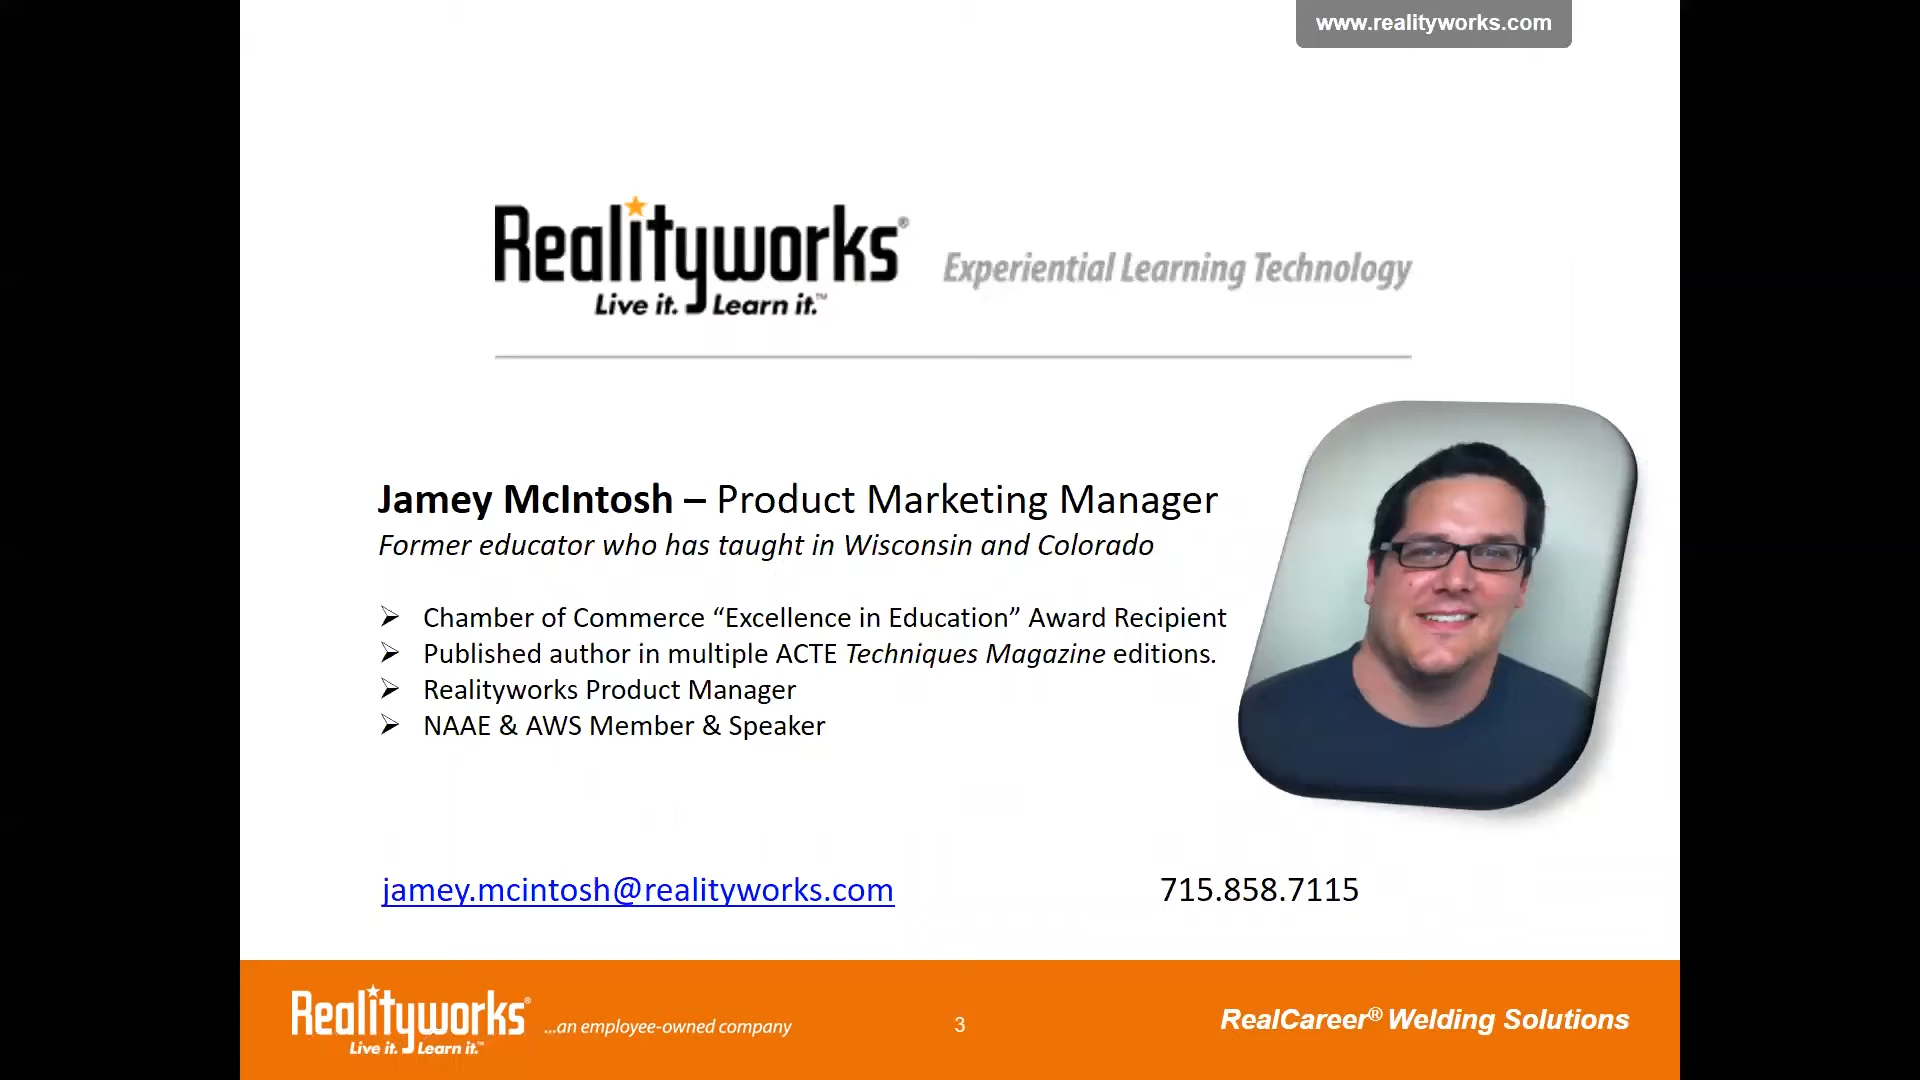 www.realityworks.com
Realityworks®
Live it. Learn it.™
Experiential Learning Technology
Jamey McIntosh – Product Marketing Manager
Former educator who has taught in Wisconsin and Colorado
➢ Chamber of Commerce “Excellence in Education” Award Recipient
➢ Published author in multiple ACTE Techniques Magazine editions.
➢ Realityworks Product Manager
➢ NAAE & AWS Member & Speaker
jamey.mcintosh@realityworks.com 715.858.7115
Realityworks®
Live it. Learn it.™
...an employee-owned company
3
RealCareer® Welding Solutions